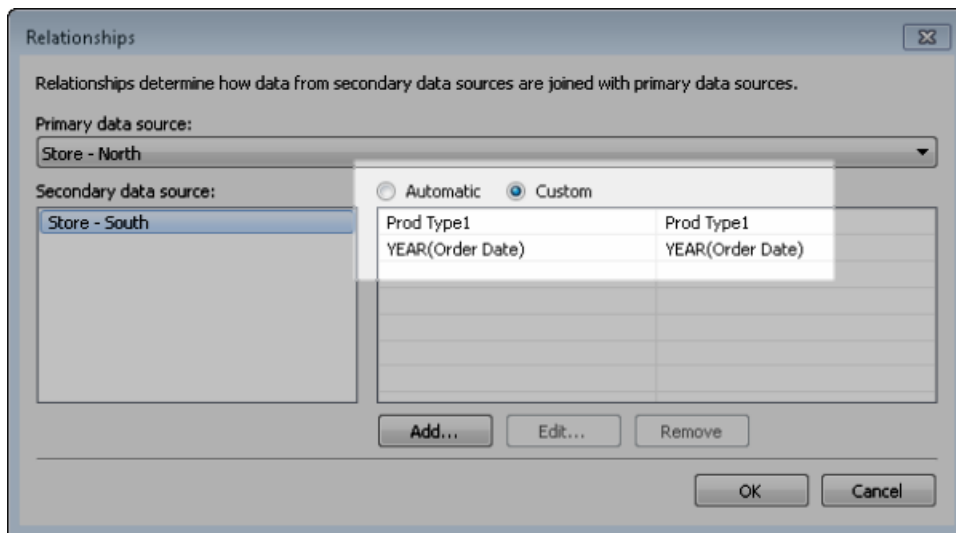 Relationships
Relationships determine how data from secondary data sources are joined with primary data sources.
Primary data source:
Store - North
Secondary data source:
Automatic Custom
Store - South
Prod Type1 Prod Type1
YEAR(Order Date) YEAR(Order Date)
Add... Edit... Remove
OK Cancel